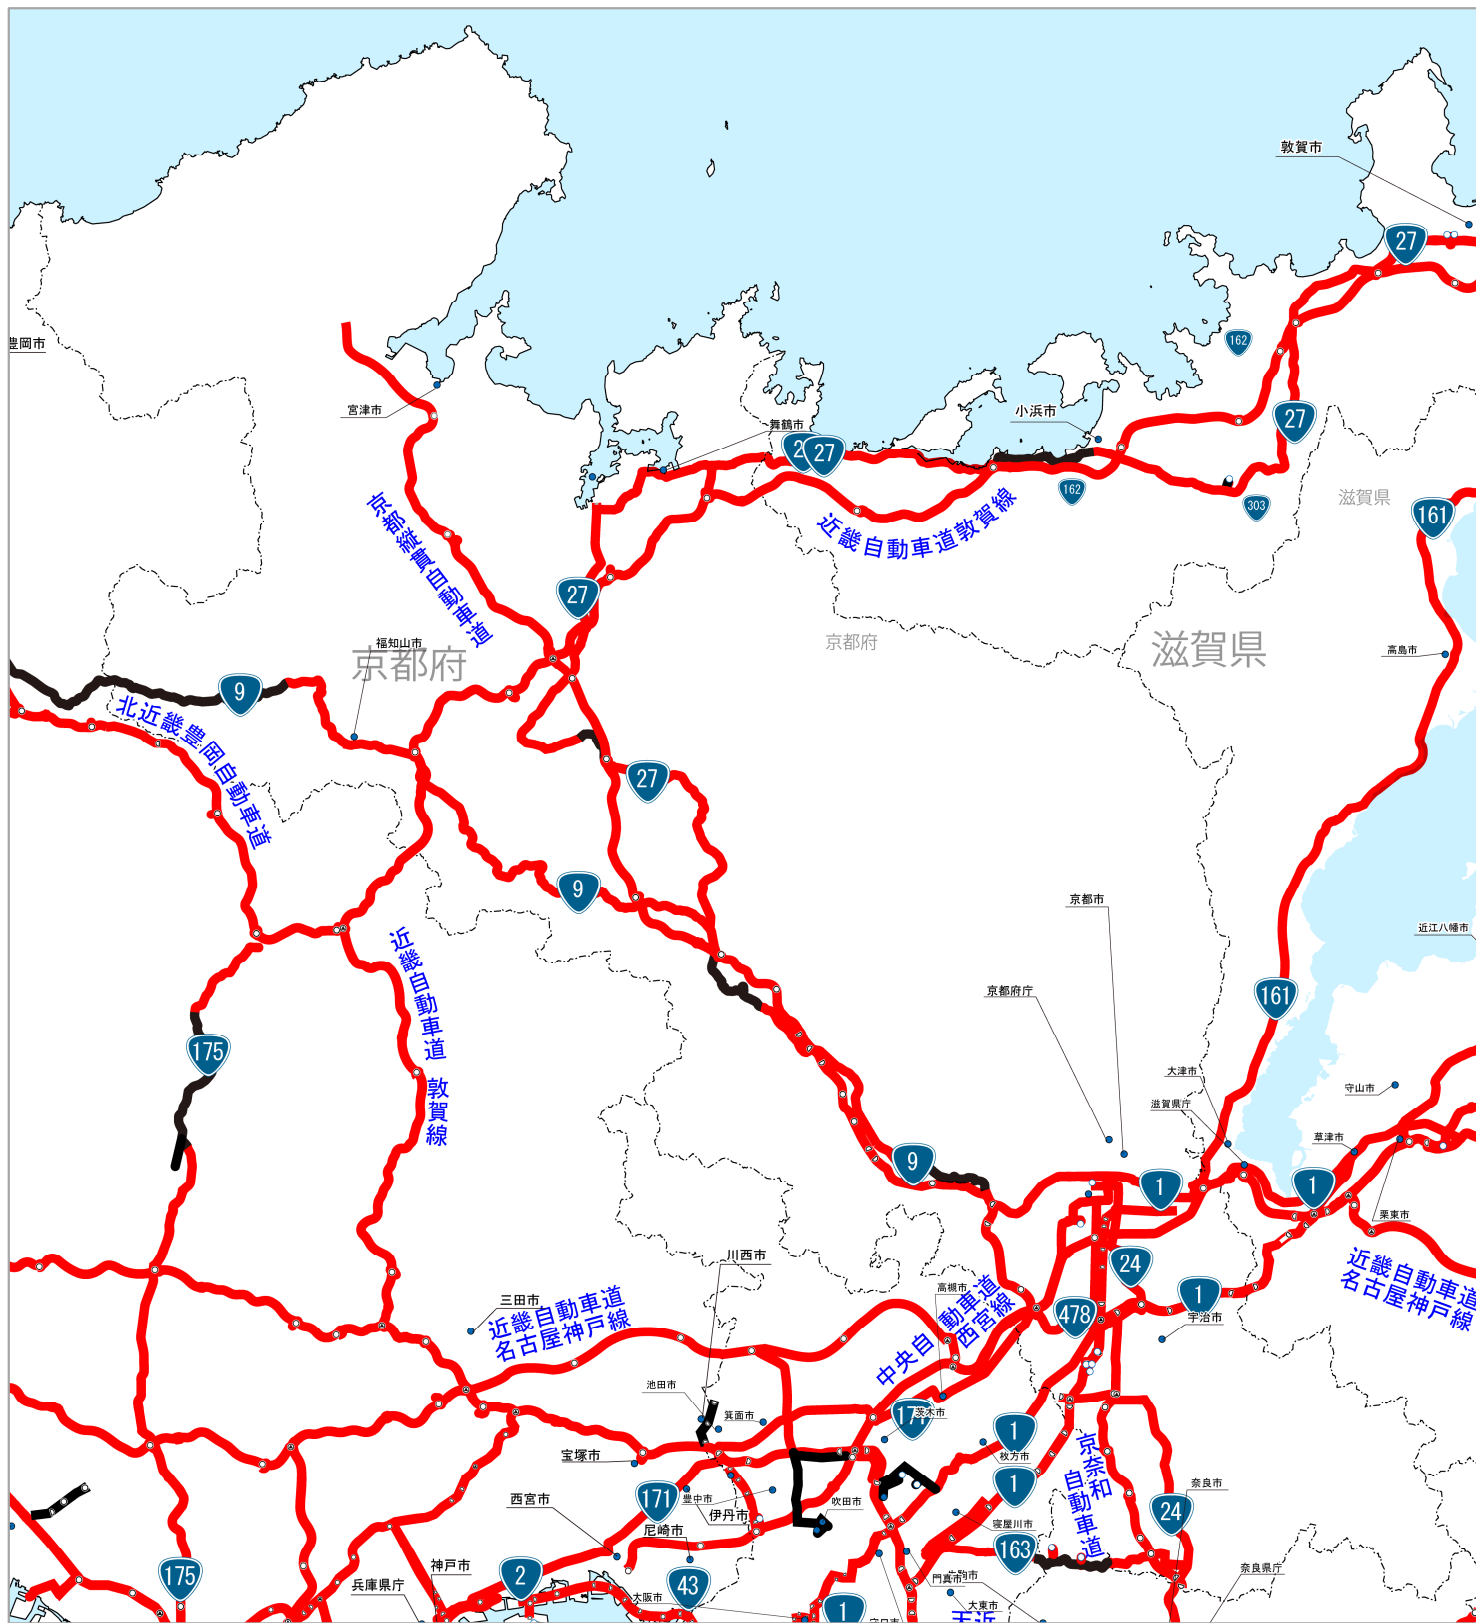 敦賀市
27
162
豊岡市
宮津市
小浜市
舞鶴市
27
27
162
303
滋賀県
161
京都縦貫自動車道
近畿自動車道敦賀線
27
福知山市
京都府
京都府
滋賀県
高島市
9
北近畿豊岡自動車道
27
9
京都市
近江八幡市
近畿自動車道 敦賀線
京都府庁
161
175
大津市
守山市
滋賀県庁
草津市
9
1
1
栗東市
川西市
24
高槻市
1
近畿自動車道
名古屋神戸線
三田市
近畿自動車道
名古屋神戸線
中央自動車道
西宮線
478
宇治市
池田市
箕面市
171
茨木市
1
枚方市
京奈和
自動車道
宝塚市
1
奈良市
西宮市
171
豊中市
伊丹市
吹田市
寝屋川市
24
尼崎市
163
神戸市
175
2
兵庫県庁
43
大阪市
門真市
奈良県庁
大東市
1
守口市